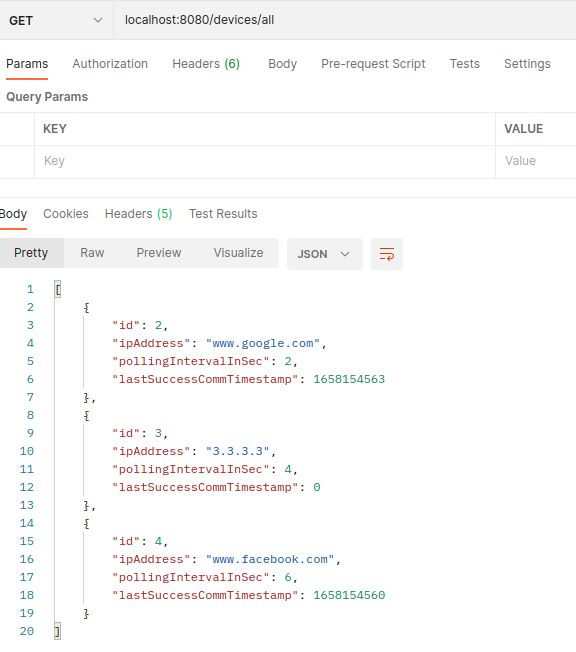 GET localhost:8080/devices/all
Params Authorization Headers (6) Body Pre-request Script Tests Settings
Query Params
KEY VALUE
Key Value
Body Cookies Headers (5) Test Results
Pretty Raw Preview Visualize JSON
1 [
2 {
3 "id": 2,
4 "ipAddress": "www.google.com",
5 "pollingIntervalInSec": 2,
6 "lastSuccessCommTimestamp": 1658154563
7 },
8 {
9 "id": 3,
10 "ipAddress": "3.3.3.3",
11 "pollingIntervalInSec": 4,
12 "lastSuccessCommTimestamp": 0
13 },
14 {
15 "id": 4,
16 "ipAddress": "www.facebook.com",
17 "pollingIntervalInSec": 6,
18 "lastSuccessCommTimestamp": 1658154560
19 }
20 ]